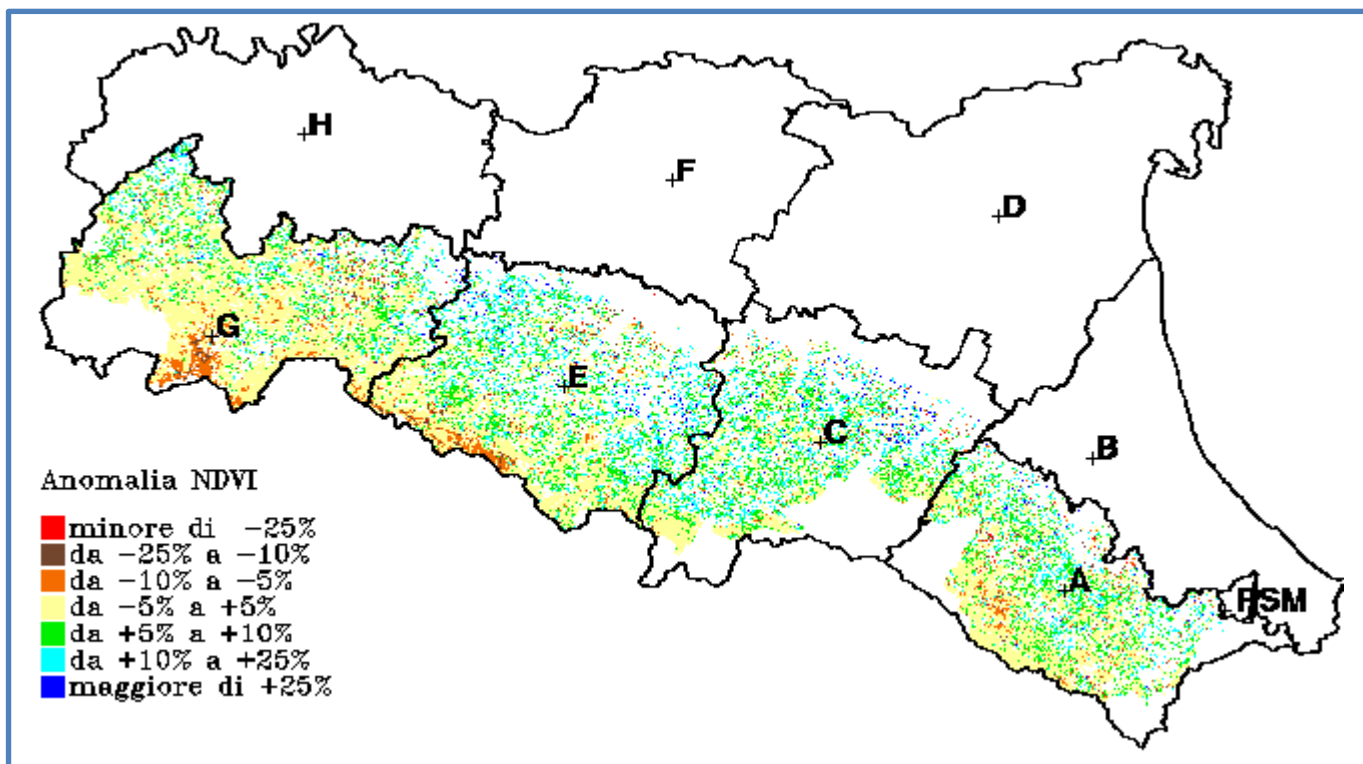 H
F
D
G
E
C
B
A
RSM
Anomalia NDVI
minore di -25%
da -25% a -10%
da -10% a -5%
da -5% a +5%
da +5% a +10%
da +10% a +25%
maggiore di +25%